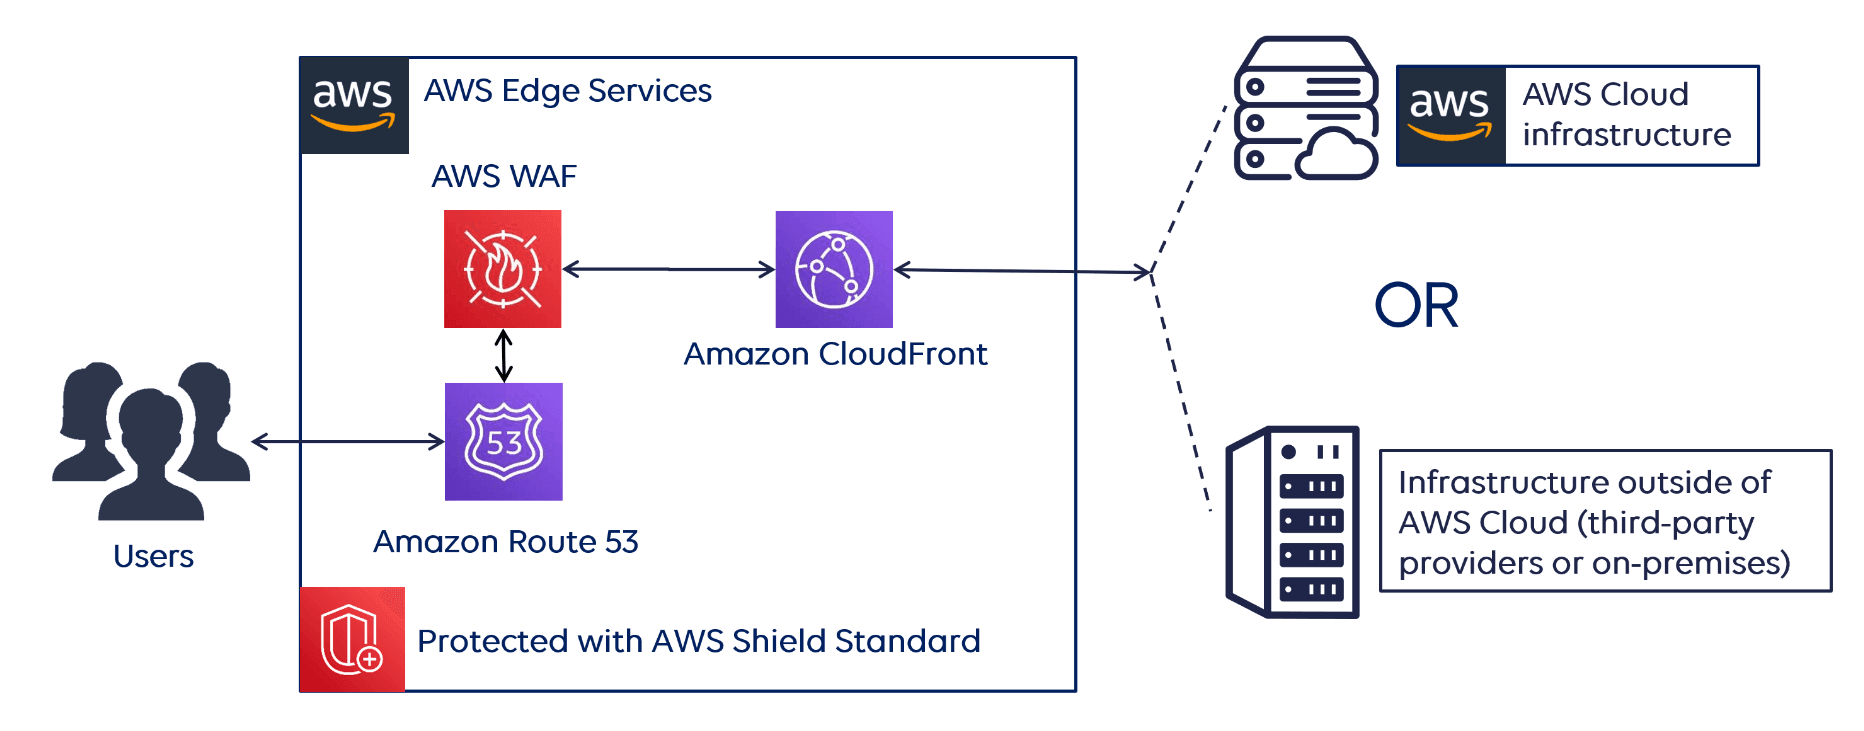 aws
AWS Edge Services
AWS WAF
Amazon CloudFront
53
Amazon Route 53
Users
Protected with AWS Shield Standard
aws
AWS Cloud
infrastructure
OR
Infrastructure outside of
AWS Cloud (third-party
providers or on-premises)